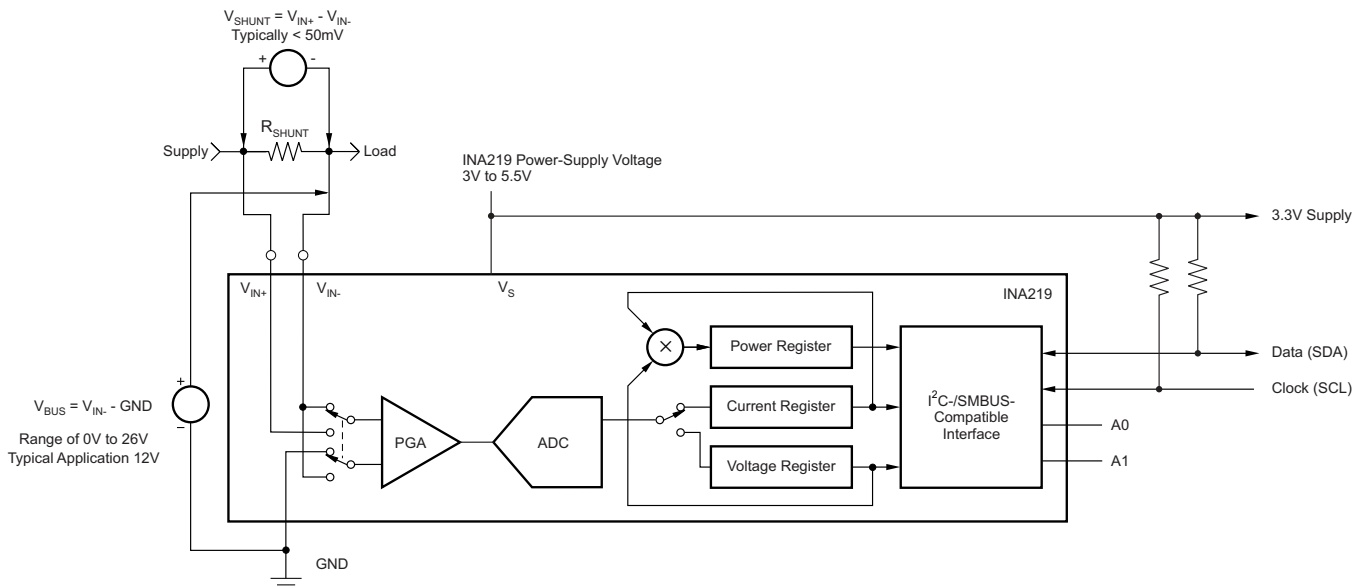 V_SHUNT = V_IN+ - V_IN-
Typically < 50mV
+
-
R_SHUNT
Supply
Load
INA219 Power-Supply Voltage
3V to 5.5V
3.3V Supply
V_IN+
V_IN-
V_S
INA219
×
Power Register
Data (SDA)
+
V_BUS = V_IN- - GND
−
Range of 0V to 26V
Typical Application 12V
Clock (SCL)
Current Register
I²C-/SMBUS-
Compatible
Interface
PGA
ADC
A0
Voltage Register
A1
GND